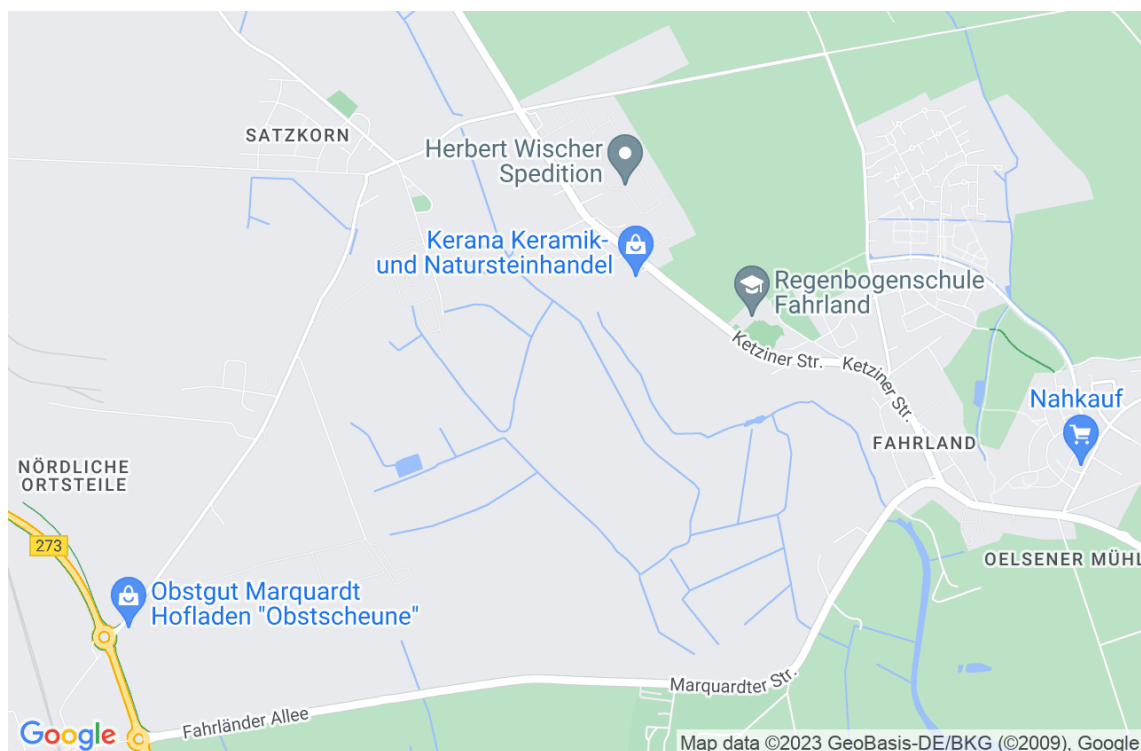 SATZKORN
Herbert Wischer
Spedition
Kerana Keramik-
und Natursteinhandel
Regenbogenschule
Fahrland
Ketziner Str.
Ketziner Str.
Nahkauf
FAHRLAND
NÖRDLICHE
ORTSTEILE
273
OELSENER MÜHL
Obstgut Marquardt
Hofladen "Obstscheune"
Marquardter Str.
Fahrländer Allee
Google
Map data ©2023 GeoBasis-DE/BKG (©2009), Google